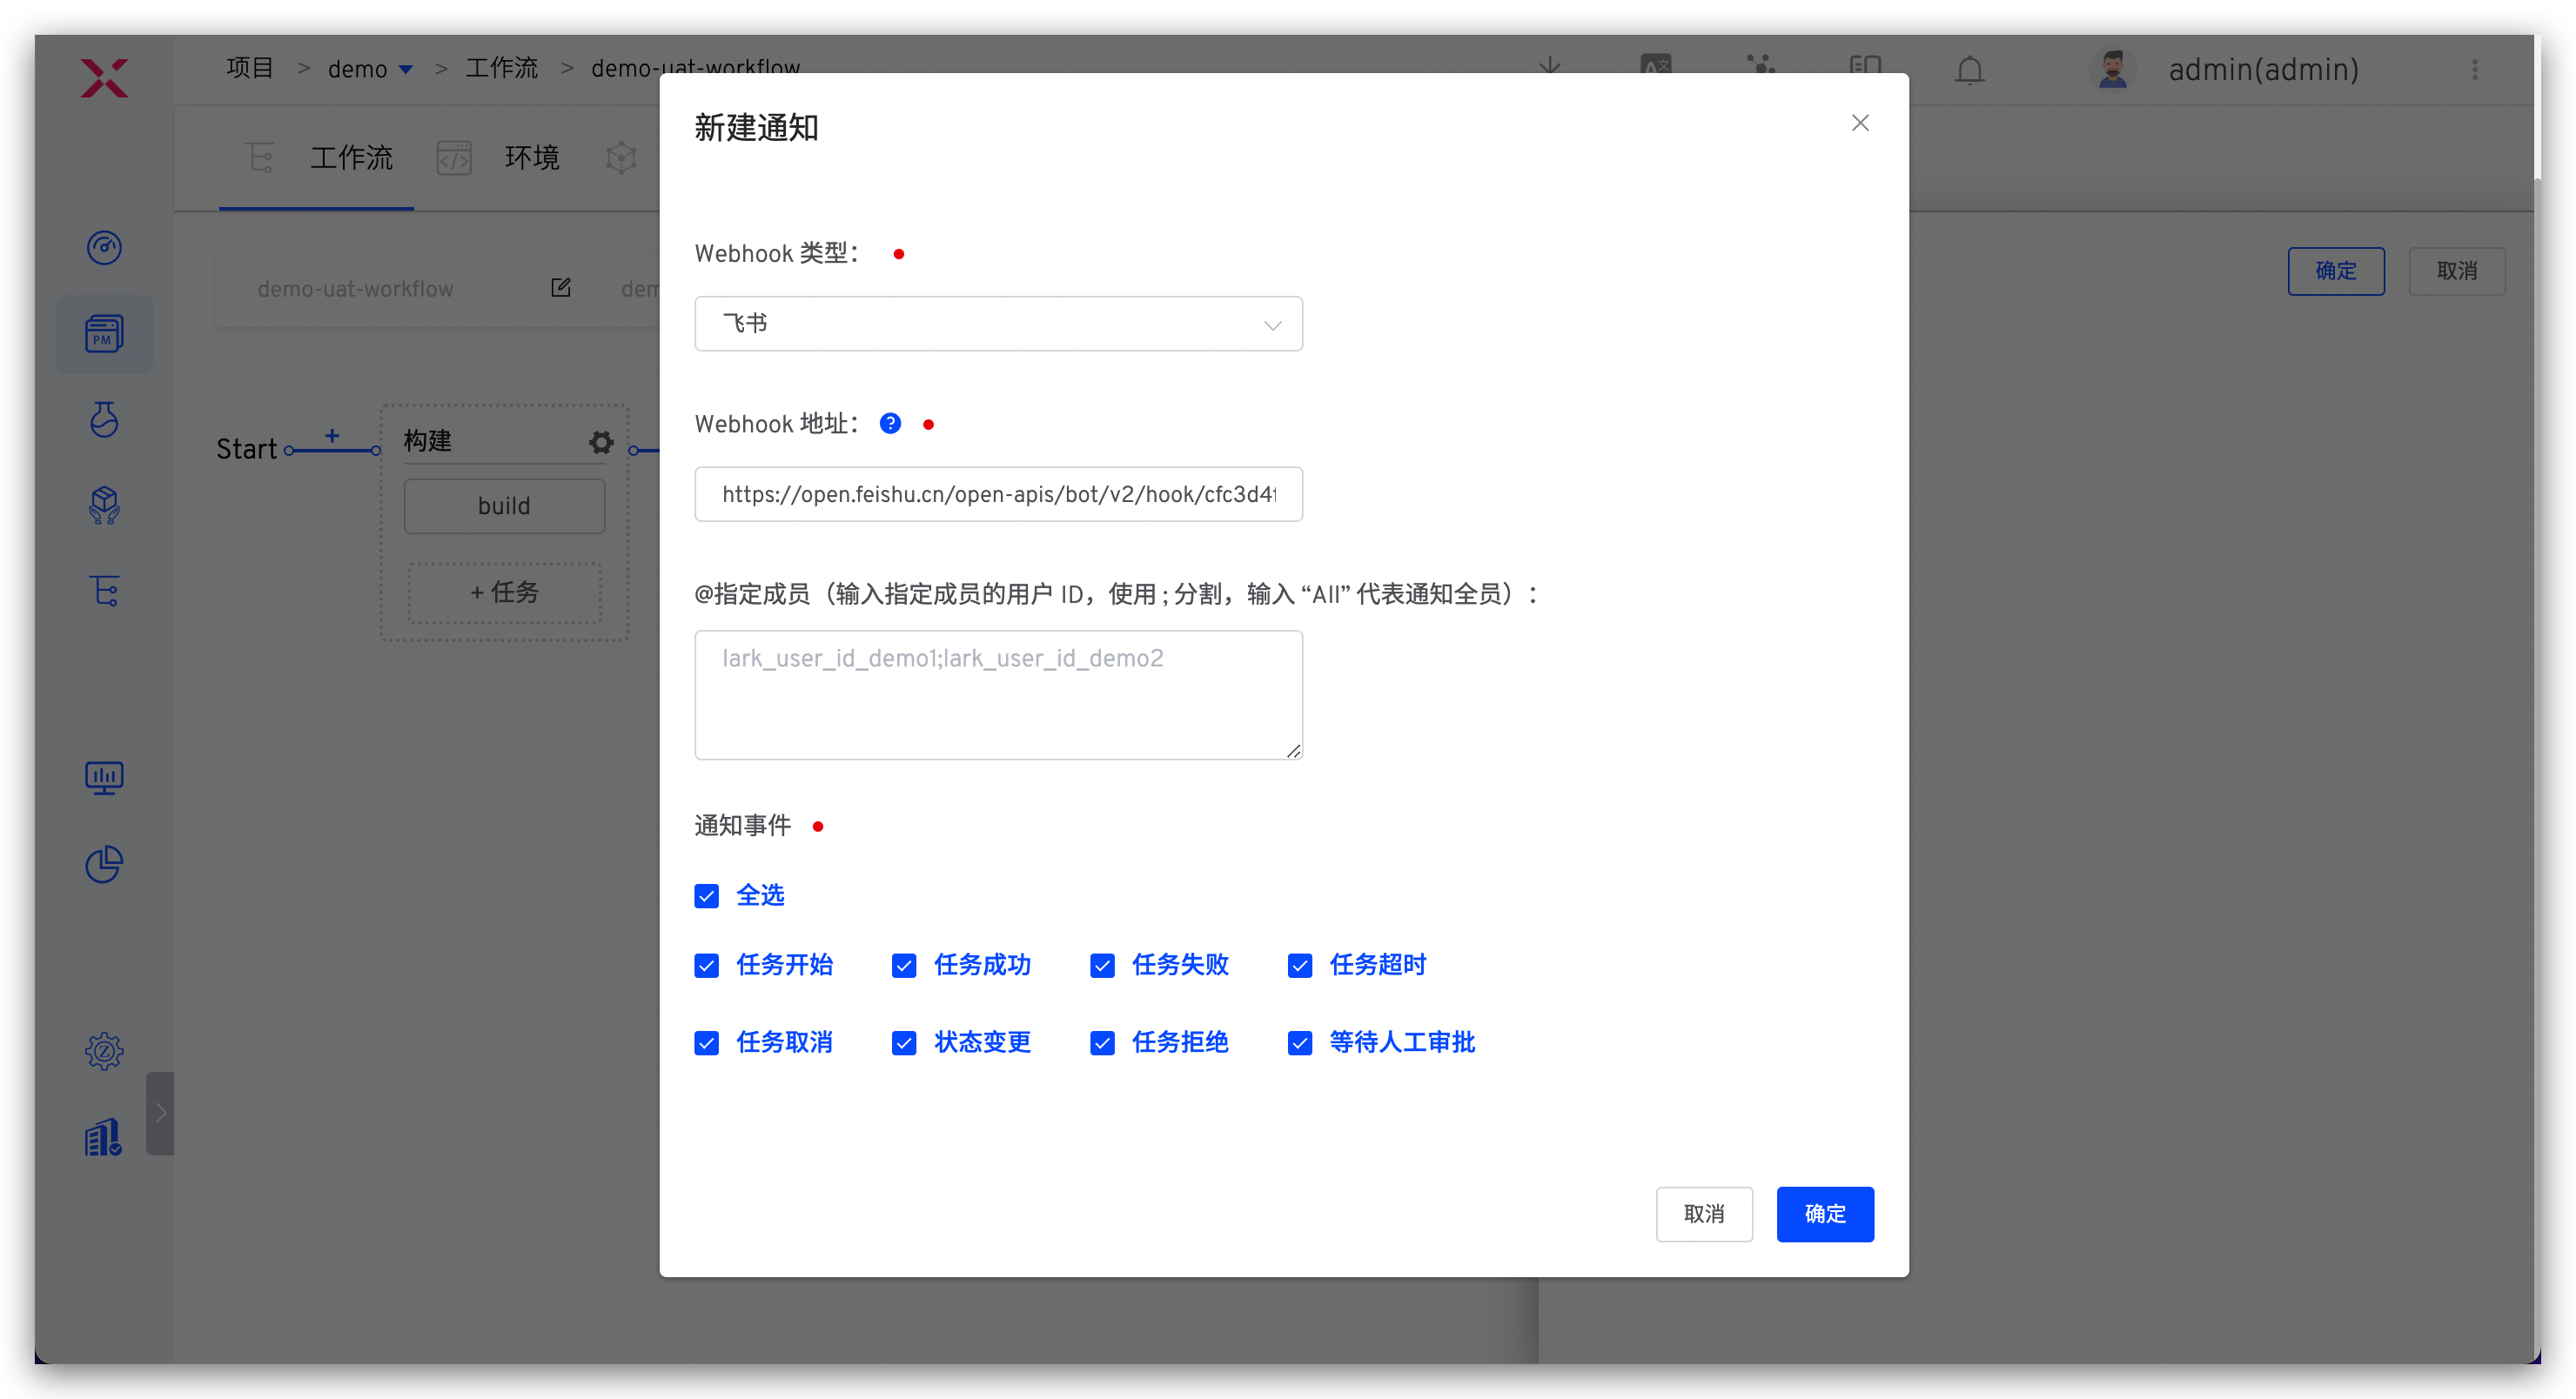 项目 > demo > 工作流 > demo-uat-workflow
admin(admin)
工作流 环境
demo-uat-workflow
确定 取消
PM
Start + 构建
build
+ 任务
新建通知
Webhook 类型：
飞书
Webhook 地址： ?
https://open.feishu.cn/open-apis/bot/v2/hook/cfc3d4
@指定成员（输入指定成员的用户 ID，使用 ; 分割，输入 “All” 代表通知全员）：
lark_user_id_demo1;lark_user_id_demo2
通知事件
全选
任务开始 任务成功 任务失败 任务超时
任务取消 状态变更 任务拒绝 等待人工审批
取消 确定